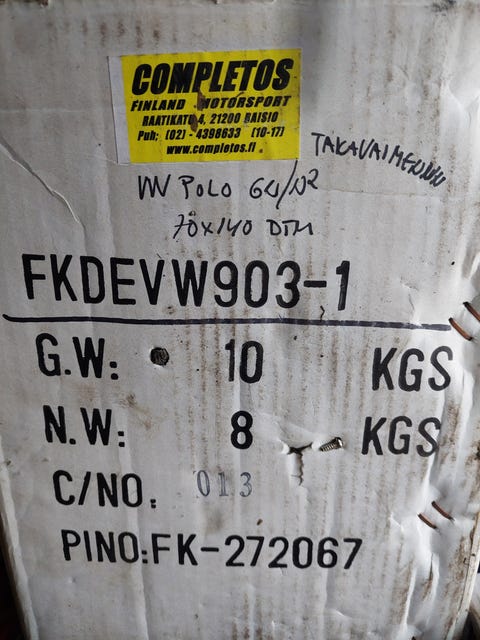 COMPLETOS
FINLAND MOTORSPORT
RAATIKATU 4, 21200 RAISIO
Puh; (02) - 4398633 (10-17)
www.completos.fi
TAKAVAIMENNIN
VW POLO 6N/N2
70x140 DTM
FKDEVW903-1
G.W: 10 KGS
N.W: 8 KGS
C/NO. 013
PINO:FK-272067